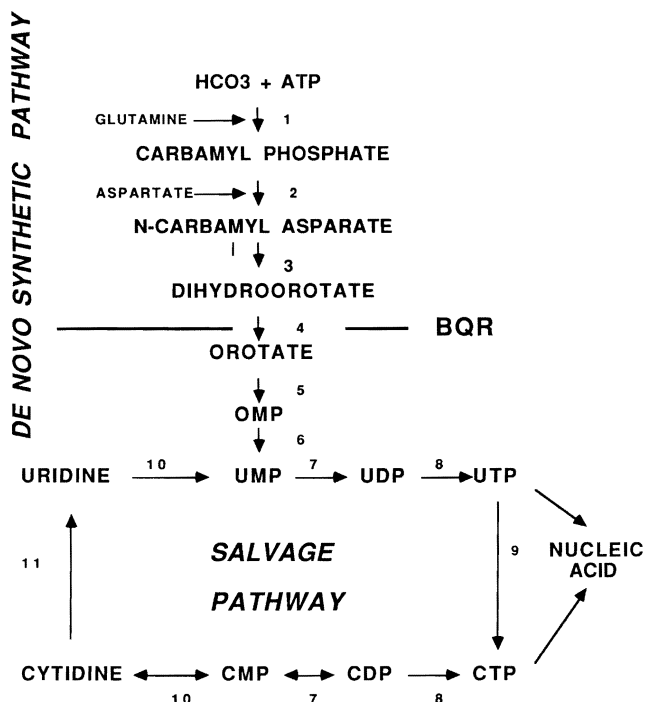 DE NOVO SYNTHETIC PATHWAY
HCO3 + ATP
GLUTAMINE 1
CARBAMYL PHOSPHATE
ASPARTATE 2
N-CARBAMYL ASPARATE
3
DIHYDROOROTATE
4 BQR
OROTATE
5
OMP
6
URIDINE 10 UMP 7 UDP 8 UTP
11 SALVAGE 9 NUCLEIC
ACID
PATHWAY
CYTIDINE CMP CDP CTP
10 7 8